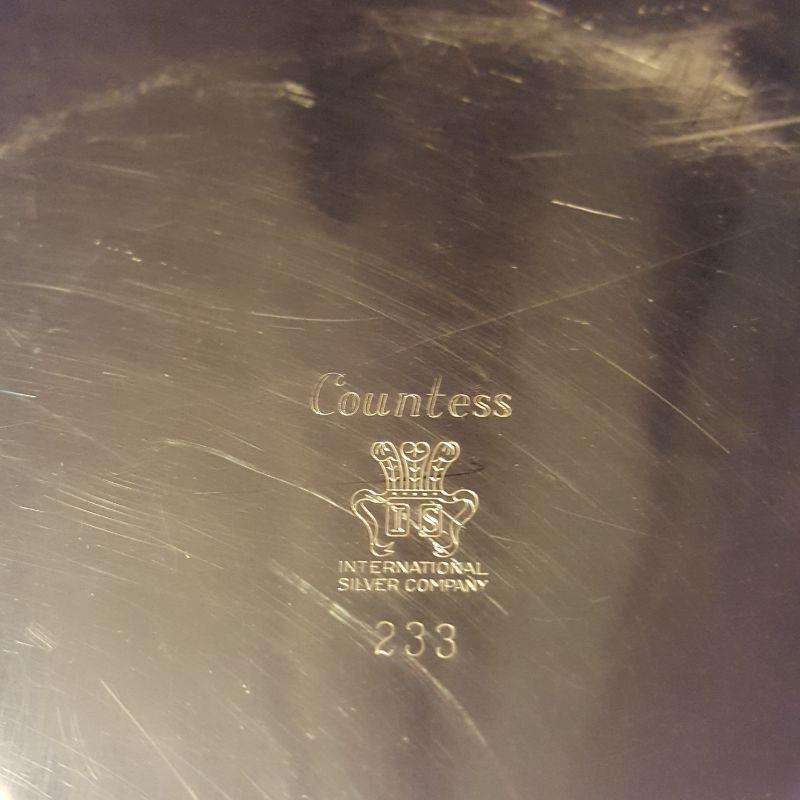 Countess
IS
INTERNATIONAL
SILVER COMPANY
233